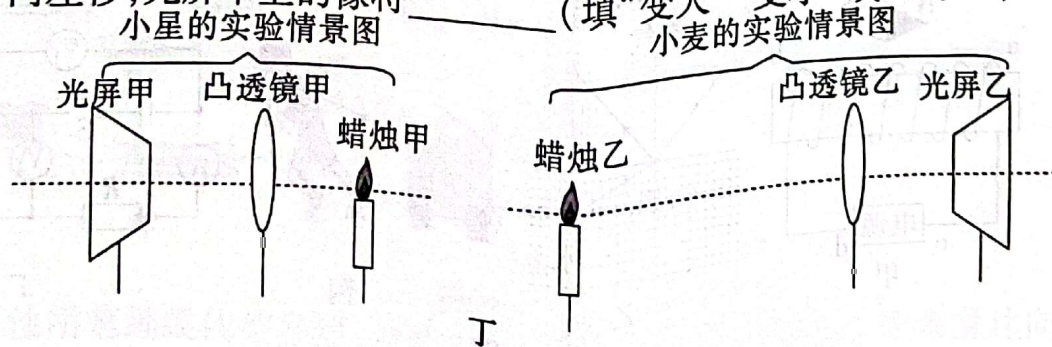 (填"变大
小星的实验情景图
小麦的实验情景图
光屏甲 凸透镜甲
凸透镜乙 光屏乙
蜡烛甲
蜡烛乙
丁